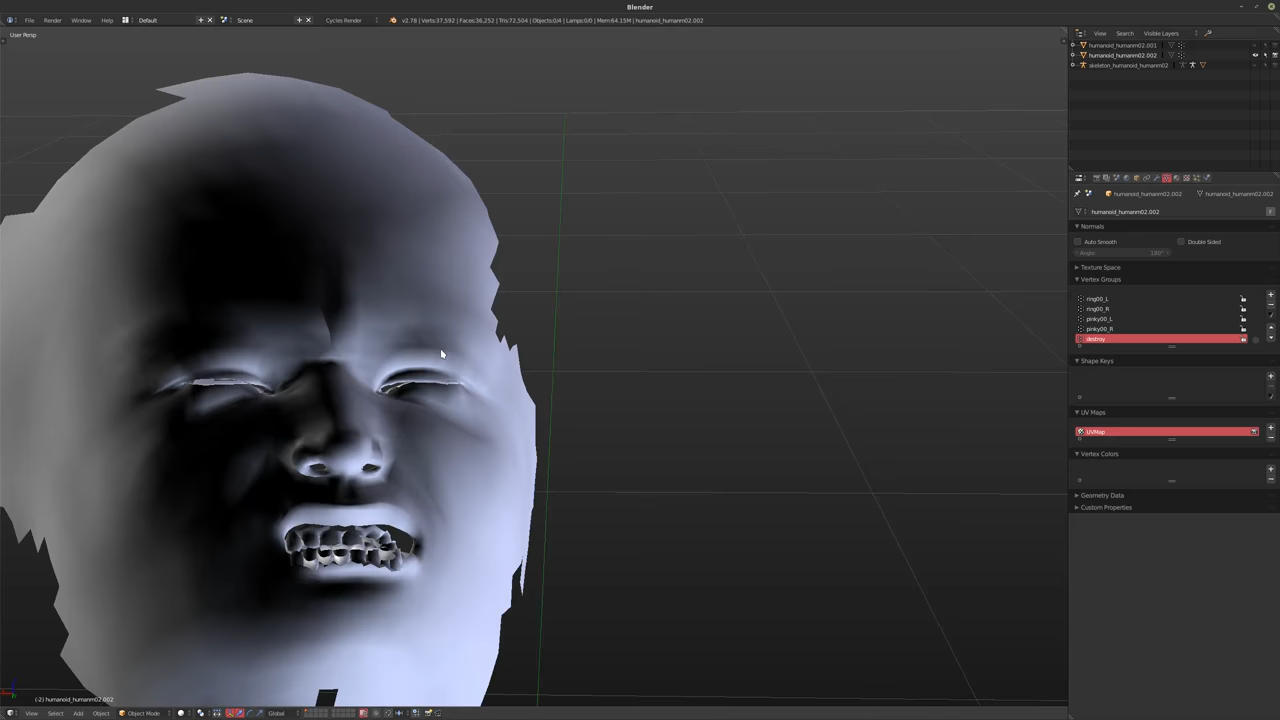 Blender
File Render Window Help Default Scene Cycles Render v2.78 | Verts:37,592 | Faces:36,252 | Tris:72,504 | Objects:0/4 | Lamps:0/0 | Mem:64.15M | humanoid_humanm02.002
User Persp
View Search Visible Layers
humanoid_humanm02.001
humanoid_humanm02.002
skeleton_humanoid_humanm02
humanoid_humanm02.002 humanoid_humanm02.002
humanoid_humanm02.002 F
Normals
Auto Smooth Double Sided
Angle: 180°
Texture Space
Vertex Groups
ring00_L
ring00_R
pinky00_L
pinky00_R
destroy
Shape Keys
UV Maps
UVMap
Vertex Colors
Geometry Data
Custom Properties
(-2) humanoid_humanm02.002
View Select Add Object Object Mode Global